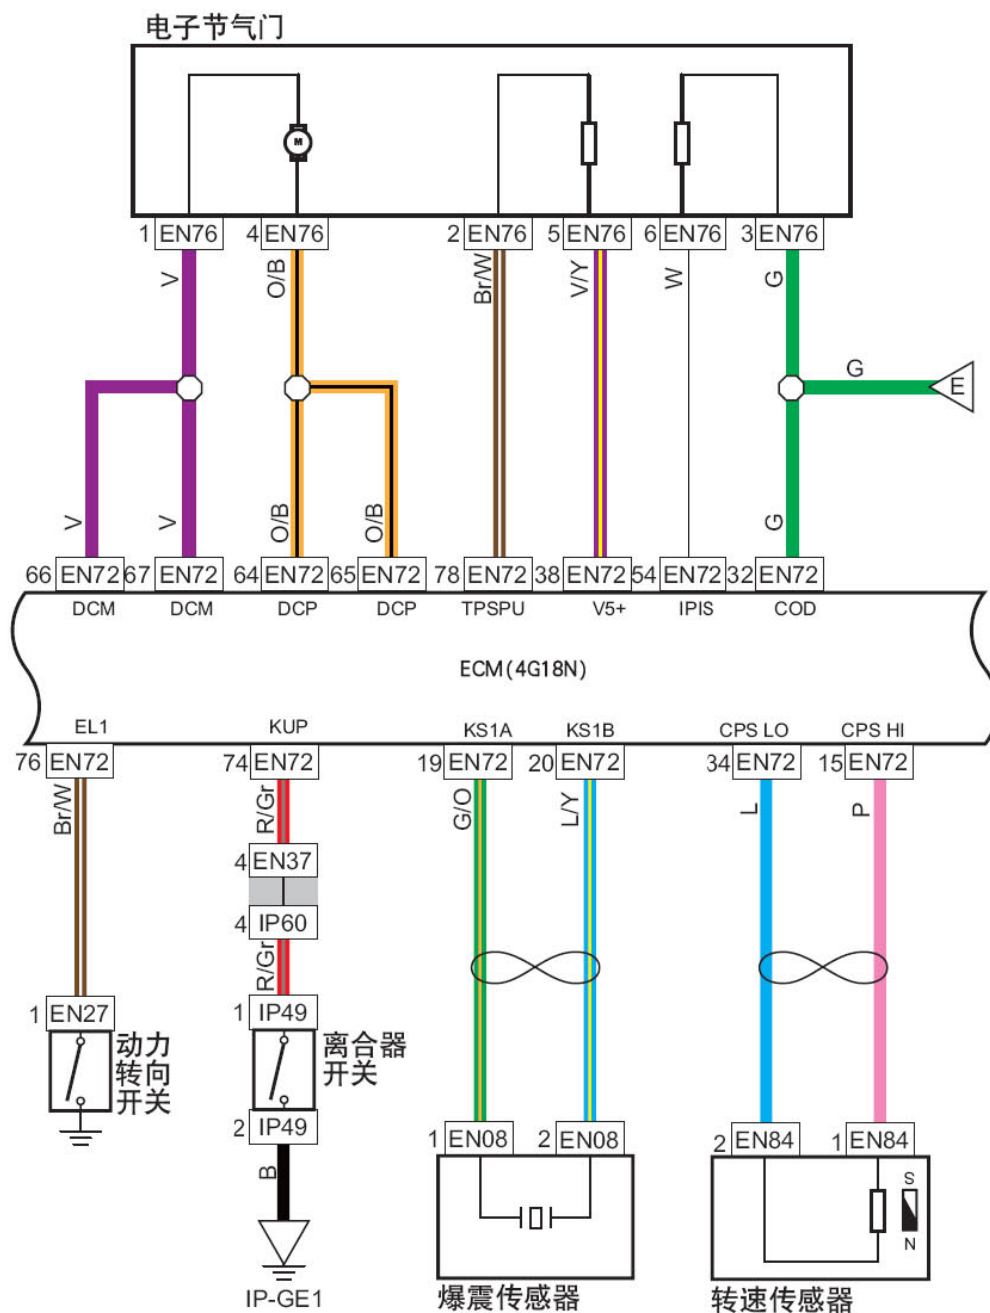 电子节气门
M
1 EN76 4 EN76 2 EN76 5 EN76 6 EN76 3 EN76
V O/B Br/W V/Y W G
G
E
V V O/B O/B G
66 EN72 67 EN72 64 EN72 65 EN72 78 EN72 38 EN72 54 EN72 32 EN72
DCM DCM DCP DCP TPSPU V5+ IPIS COD
ECM(4G18N)
EL1 KUP KS1A KS1B CPS LO CPS HI
76 EN72 74 EN72 19 EN72 20 EN72 34 EN72 15 EN72
Br/W R/Gr G/O L/Y L P
4 EN37
4 IP60
R/Gr
1 EN27 1 IP49
动力
转向
开关
离合器
开关
2 IP49 1 EN08 2 EN08 2 EN84 1 EN84
B
S
N
IP-GE1 爆震传感器 转速传感器